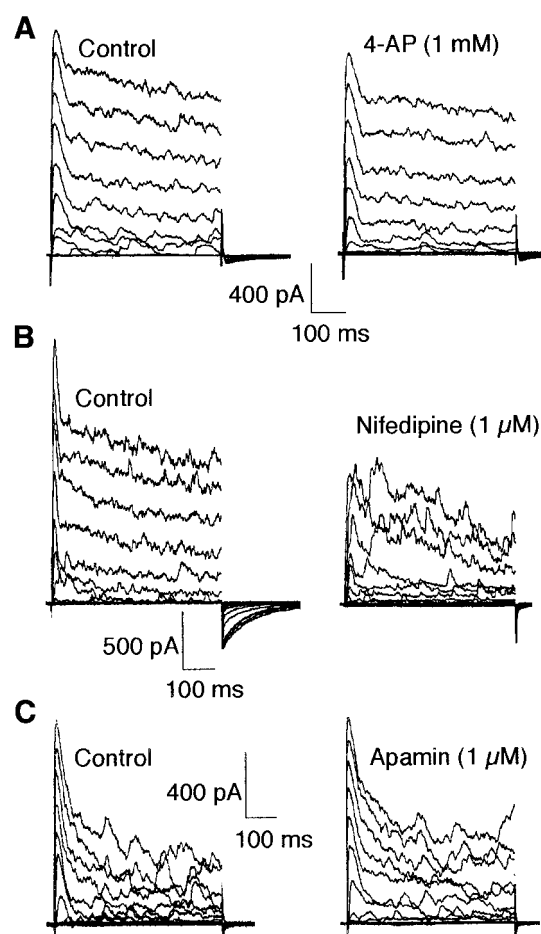 A
Control
4-AP (1 mM)
400 pA
100 ms
B
Control
Nifedipine (1 µM)
500 pA
100 ms
C
Control
Apamin (1 µM)
400 pA
100 ms